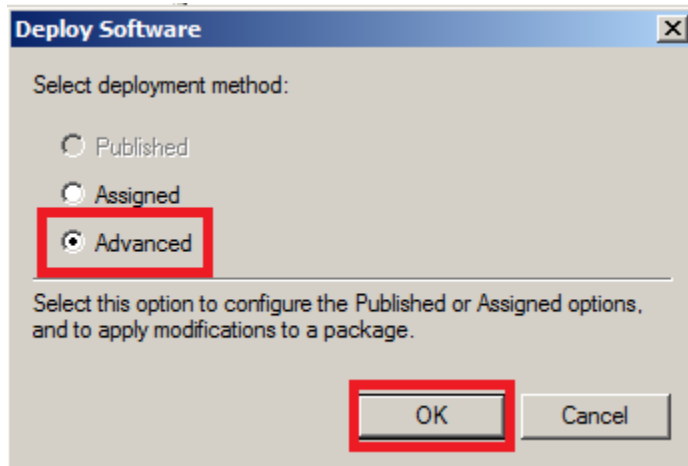 Deploy Software
Select deployment method:
Published
Assigned
Advanced
Select this option to configure the Published or Assigned options,
and to apply modifications to a package.
OK
Cancel